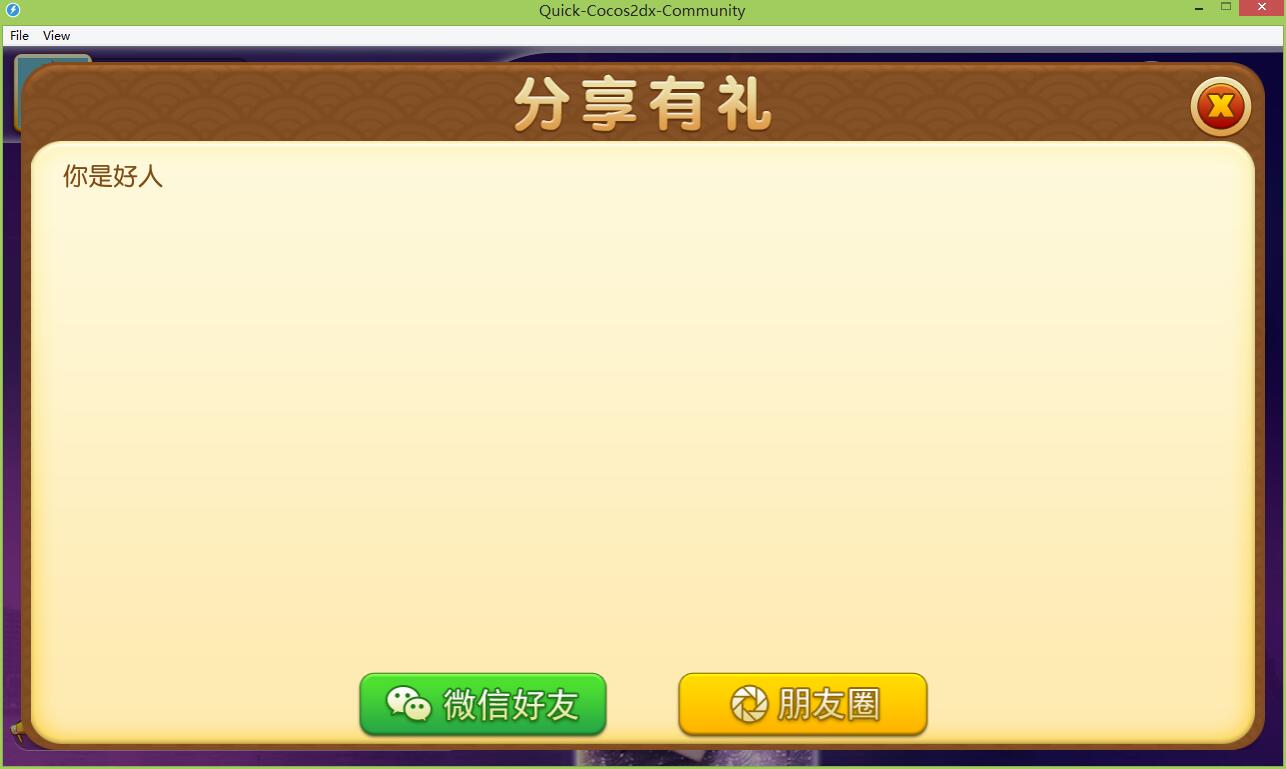 Quick-Cocos2dx-Community
File View
分享有礼
X
你是好人
微信好友
朋友圈